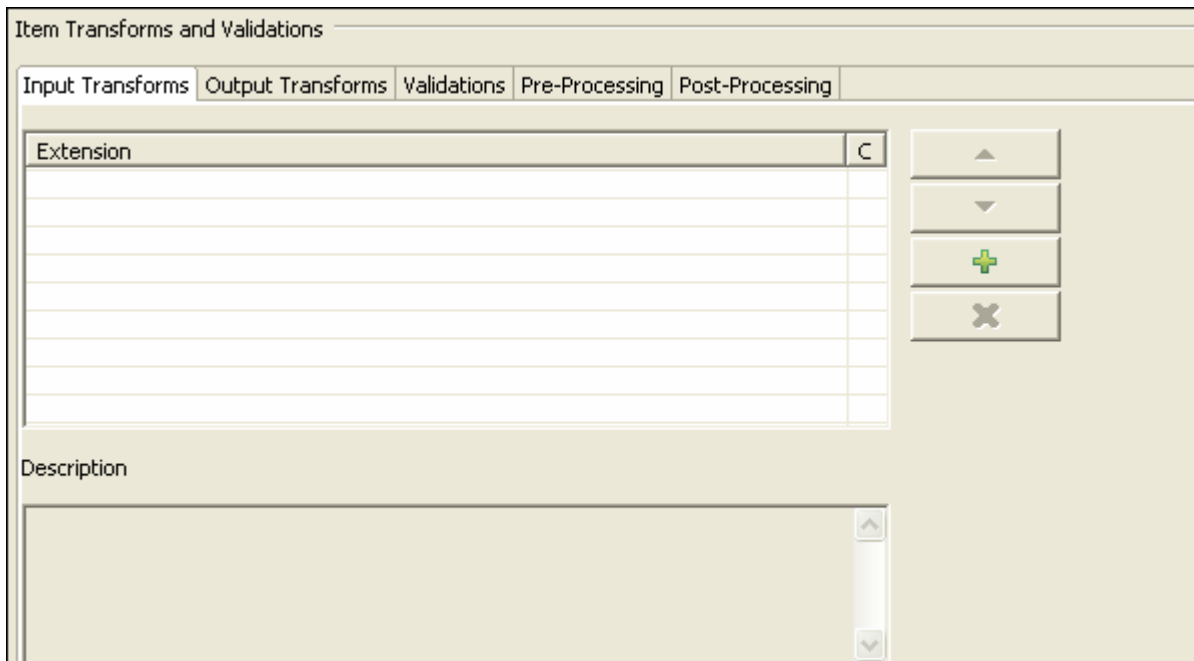 Item Transforms and Validations
Input Transforms Output Transforms Validations Pre-Processing Post-Processing
Extension C
Description